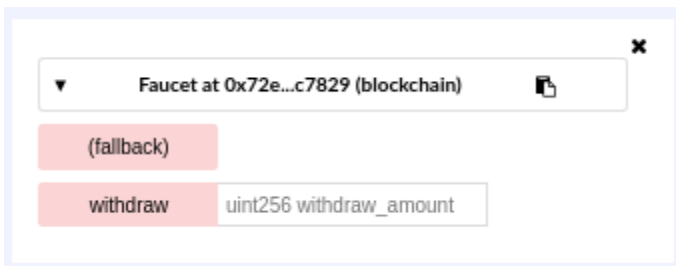 Faucet at 0x72e...c7829 (blockchain)
(fallback)
withdraw uint256 withdraw_amount